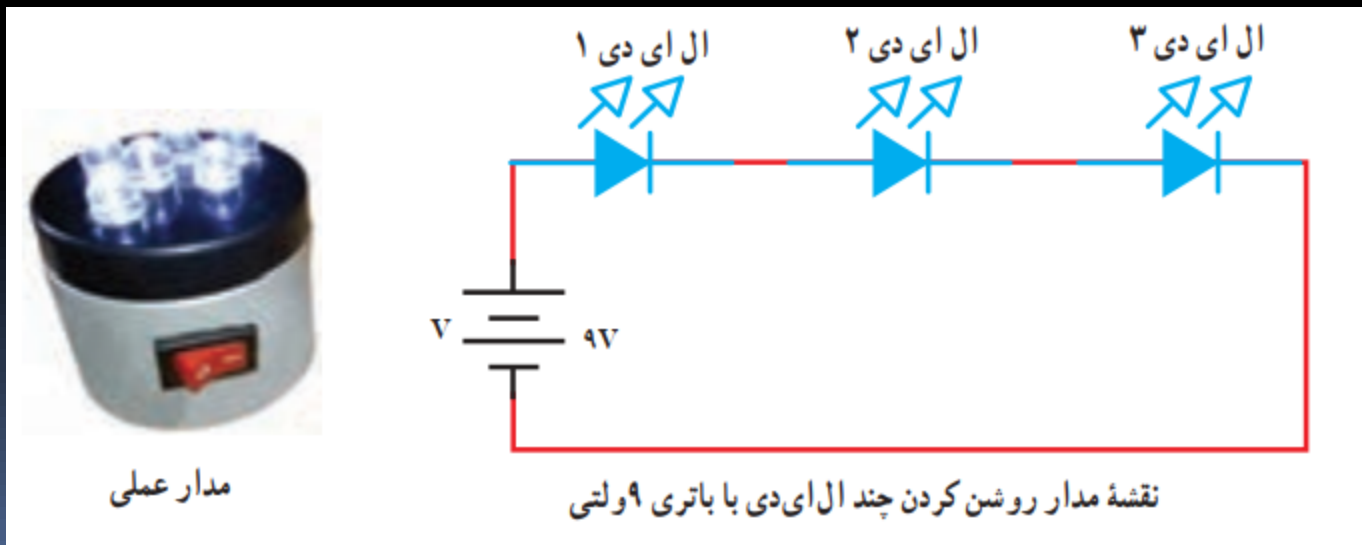 ال ای دی ۱
ال ای دی ۲
ال ای دی ۳
V
۹V
مدار عملی
نقشهٔ مدار روشن کردن چند ال‌ای‌دی با باتری ۹ولتی